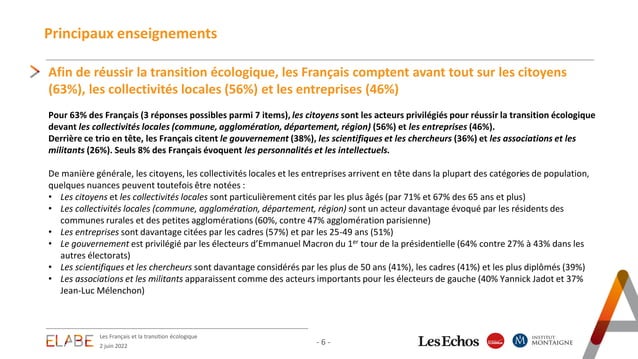 Principaux enseignements
Afin de réussir la transition écologique, les Français comptent avant tout sur les citoyens
(63%), les collectivités locales (56%) et les entreprises (46%)
Pour 63% des Français (3 réponses possibles parmi 7 items), les citoyens sont les acteurs privilégiés pour réussir la transition écologique
devant les collectivités locales (commune, agglomération, département, région) (56%) et les entreprises (46%).
Derrière ce trio en tête, les Français citent le gouvernement (38%), les scientifiques et les chercheurs (36%) et les associations et les
militants (26%). Seuls 8% des Français évoquent les personnalités et les intellectuels.
De manière générale, les citoyens, les collectivités locales et les entreprises arrivent en tête dans la plupart des catégories de population,
quelques nuances peuvent toutefois être notées :
• Les citoyens et les collectivités locales sont particulièrement cités par les plus âgés (par 71% et 67% des 65 ans et plus)
• Les collectivités locales (commune, agglomération, département, région) sont un acteur davantage évoqué par les résidents des
communes rurales et des petites agglomérations (60%, contre 47% agglomération parisienne)
• Les entreprises sont davantage citées par les cadres (57%) et par les 25-49 ans (51%)
• Le gouvernement est privilégié par les électeurs d’Emmanuel Macron du 1er tour de la présidentielle (64% contre 27% à 43% dans les
autres électorats)
• Les scientifiques et les chercheurs sont davantage considérés par les plus de 50 ans (41%), les cadres (41%) et les plus diplômés (39%)
• Les associations et les militants apparaissent comme des acteurs importants pour les électeurs de gauche (40% Yannick Jadot et 37%
Jean-Luc Mélenchon)
ELABE
Les Français et la transition écologique
2 juin 2022
- 6 -
Les Echos
INSTITUT
MONTAIGNE